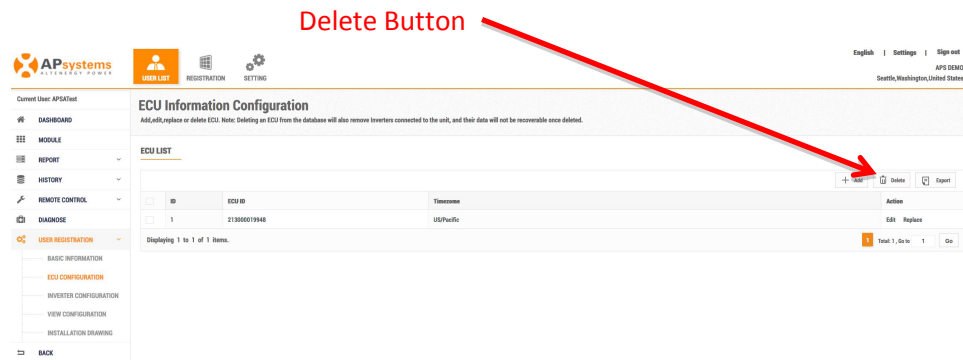 Delete Button
English | Settings | Sign out
APsystems
ALTENERGY POWER
USER LIST REGISTRATION SETTING
APS DEMO
Seattle,Washington,United States
Current User: APSATest
DASHBOARD
MODULE
REPORT
HISTORY
REMOTE CONTROL
DIAGNOSE
USER REGISTRATION
BASIC INFORMATION
ECU CONFIGURATION
INVERTER CONFIGURATION
VIEW CONFIGURATION
INSTALLATION DRAWING
BACK
ECU Information Configuration
Add,edit,replace or delete ECU. Note: Deleting an ECU from the database will also remove Inverters connected to the unit, and their data will not be recoverable once deleted.
ECU LIST
Add Delete Export
ID ECU ID Timezone Action
1 213000019948 US/Pacific Edit Replace
Displaying 1 to 1 of 1 items. 1 Total: 1 , Go to 1 Go